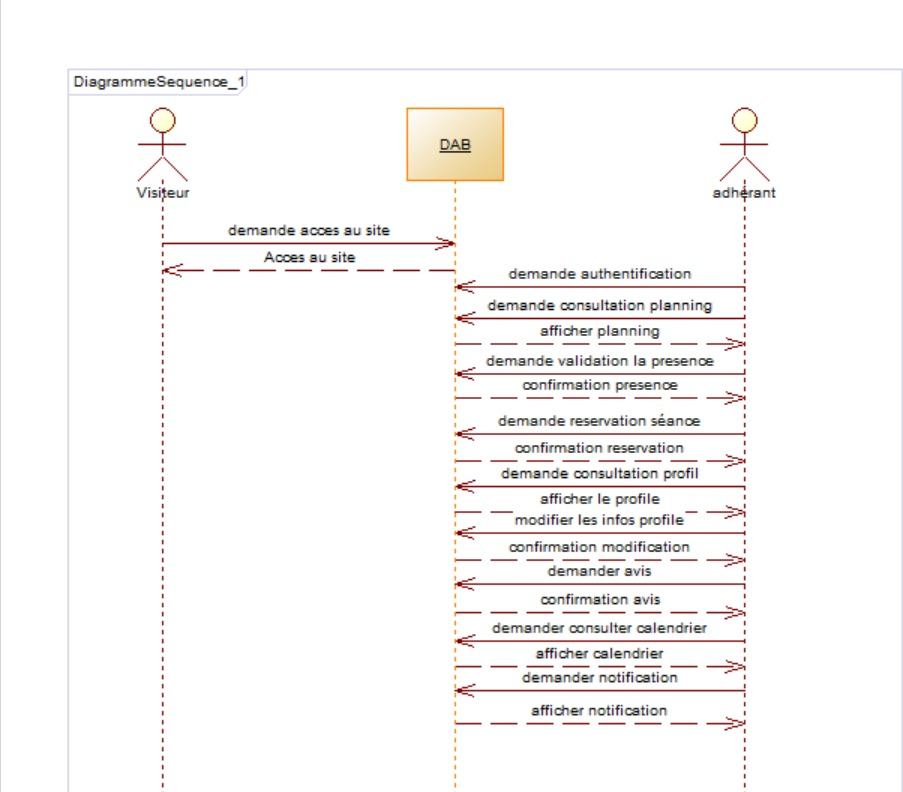 DiagrammeSequence_1
DAB
Visiteur
adhérant
demande acces au site
Acces au site
demande authentification
demande consultation planning
afficher planning
demande validation la presence
confirmation presence
demande reservation séance
confirmation reservation
demande consultation profil
afficher le profile
modifier les infos profile
confirmation modification
demander avis
confirmation avis
demander consulter calendrier
afficher calendrier
demander notification
afficher notification